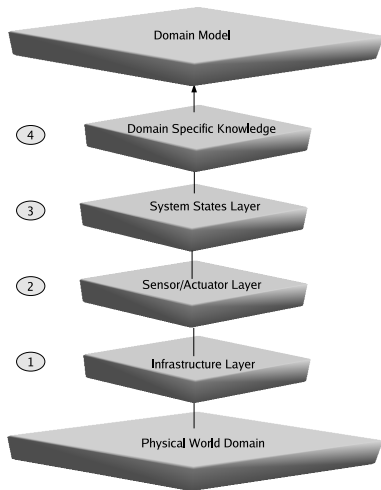 Domain Model
4
Domain Specific Knowledge
3
System States Layer
2
Sensor/Actuator Layer
1
Infrastructure Layer
Physical World Domain